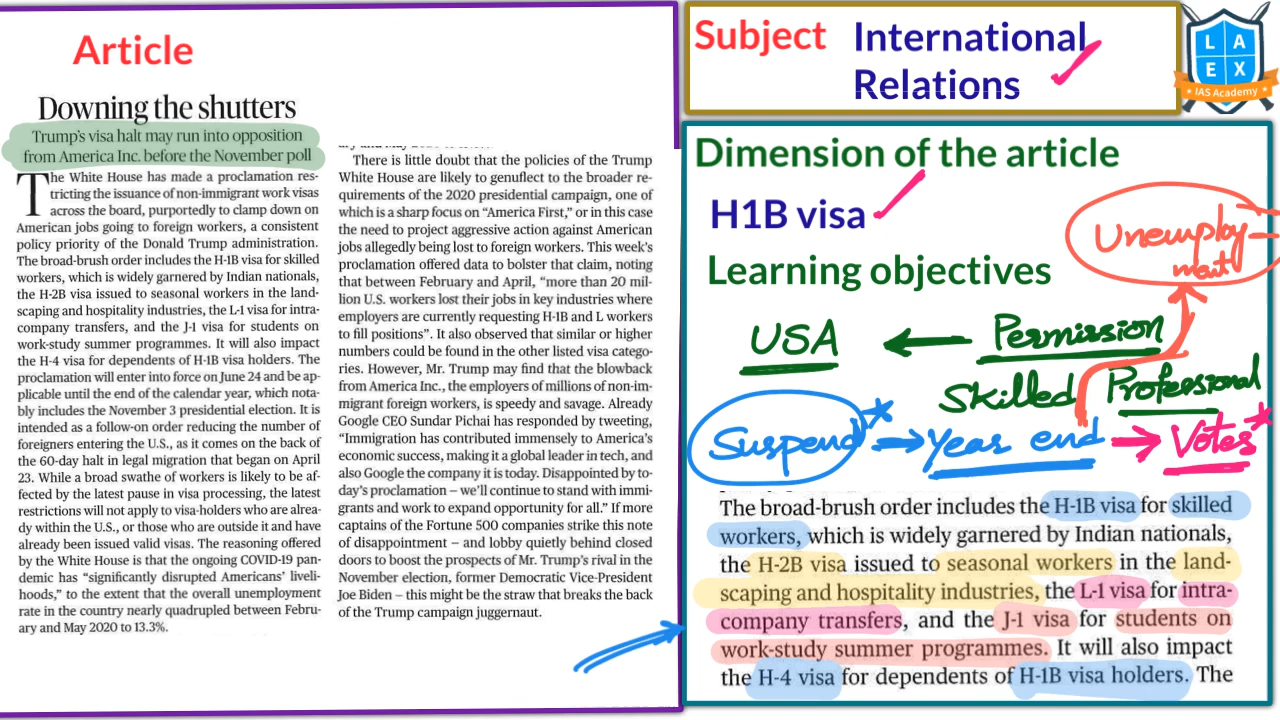 Article
Downing the shutters
Trump's visa halt may run into opposition
from America Inc. before the November poll
The White House has made a proclamation res-
tricting the issuance of non-immigrant work visas
across the board, purportedly to clamp down on
American jobs going to foreign workers, a consistent
policy priority of the Donald Trump administration.
The broad-brush order includes the H-1B visa for skilled
workers, which is widely garnered by Indian nationals,
the H-2B visa issued to seasonal workers in the land-
scaping and hospitality industries, the L-1 visa for intra-
company transfers, and the J-1 visa for students on
work-study summer programmes. It will also impact
the H-4 visa for dependents of H-1B visa holders. The
proclamation will enter into force on June 24 and be ap-
plicable until the end of the calendar year, which nota-
bly includes the November 3 presidential election. It is
intended as a follow-on order reducing the number of
foreigners entering the U.S., as it comes on the back of
the 60-day halt in legal migration that began on April
23. While a broad swathe of workers is likely to be af-
fected by the latest pause in visa processing, the latest
restrictions will not apply to visa-holders who are alrea-
dy within the U.S., or those who are outside it and have
already been issued valid visas. The reasoning offered
by the White House is that the ongoing COVID-19 pan-
demic has "significantly disrupted Americans' liveli-
hoods," to the extent that the overall unemployment
rate in the country nearly quadrupled between Febru-
ary and May 2020 to 13.3%.
There is little doubt that the policies of the Trump
White House are likely to genuflect to the broader re-
quirements of the 2020 presidential campaign, one of
which is a sharp focus on "America First," or in this case
the need to project aggressive action against American
jobs allegedly being lost to foreign workers. This week's
proclamation offered data to bolster that claim, noting
that between February and April, "more than 20 mil-
lion U.S. workers lost their jobs in key industries where
employers are currently requesting H-1B and L workers
to fill positions". It also observed that similar or higher
numbers could be found in the other listed visa catego-
ries. However, Mr. Trump may find that the blowback
from America Inc., the employers of millions of non-im-
migrant foreign workers, is speedy and savage. Already
Google CEO Sundar Pichai has responded by tweeting,
"Immigration has contributed immensely to America's
economic success, making it a global leader in tech, and
also Google the company it is today. Disappointed by to-
day's proclamation – we'll continue to stand with immi-
grants and work to expand opportunity for all." If more
captains of the Fortune 500 companies strike this note
of disappointment – and lobby quietly behind closed
doors to boost the prospects of Mr. Trump's rival in the
November election, former Democratic Vice-President
Joe Biden – this might be the straw that breaks the back
of the Trump campaign juggernaut.
Subject International
Relations
L A
E X
IAS Academy
Dimension of the article
H1B visa
Unemploy
ment
Learning objectives
USA ← Permission
Skilled Professional
Suspend* → Year end → Votes*
The broad-brush order includes the H-1B visa for skilled
workers, which is widely garnered by Indian nationals,
the H-2B visa issued to seasonal workers in the land-
scaping and hospitality industries, the L-1 visa for intra-
company transfers, and the J-1 visa for students on
work-study summer programmes. It will also impact
the H-4 visa for dependents of H-1B visa holders. The